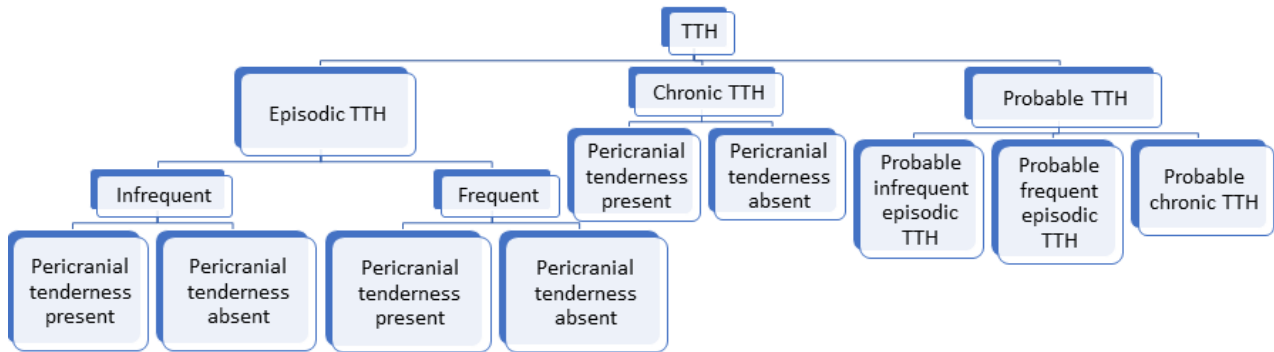 TTH
Episodic TTH
Chronic TTH
Probable TTH
Infrequent
Frequent
Pericranial
tenderness
present
Pericranial
tenderness
absent
Probable
infrequent
episodic
TTH
Probable
frequent
episodic
TTH
Probable
chronic TTH
Pericranial
tenderness
present
Pericranial
tenderness
absent
Pericranial
tenderness
present
Pericranial
tenderness
absent